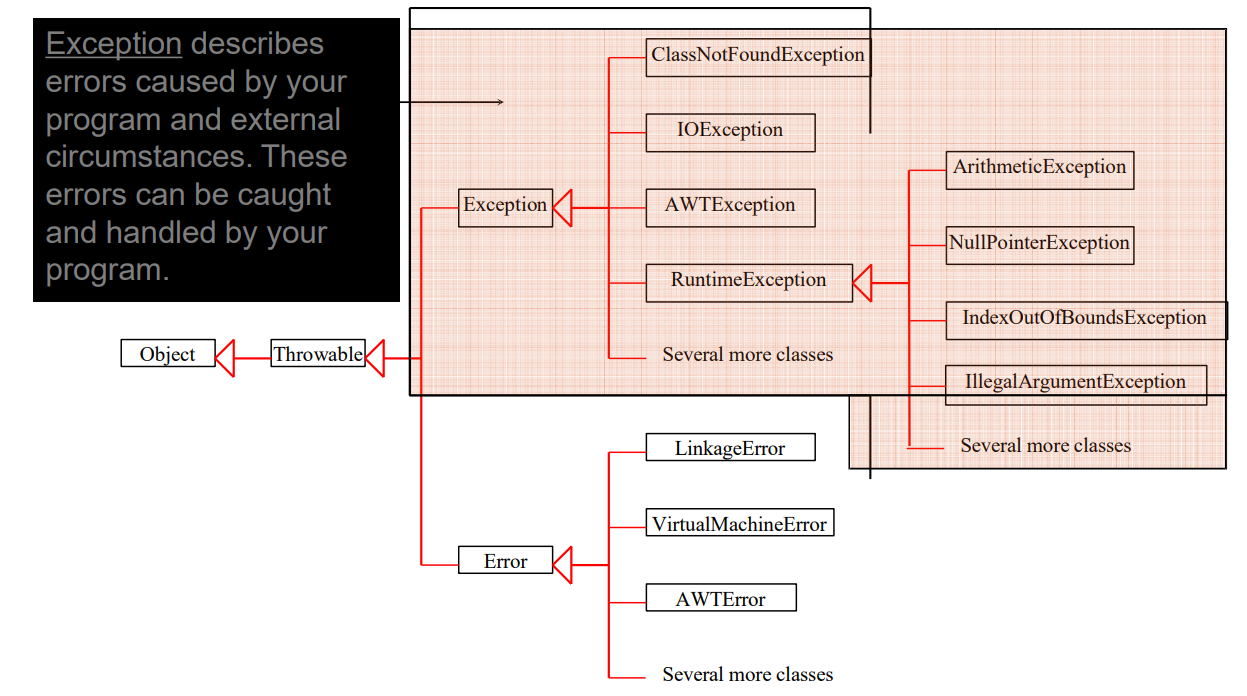 Exception describes
errors caused by your
program and external
circumstances. These
errors can be caught
and handled by your
program.
ClassNotFoundException
IOException
ArithmeticException
Exception
AWTException
NullPointerException
RuntimeException
IndexOutOfBoundsException
Object
Throwable
Several more classes
IllegalArgumentException
LinkageError
Several more classes
VirtualMachineError
Error
AWTError
Several more classes